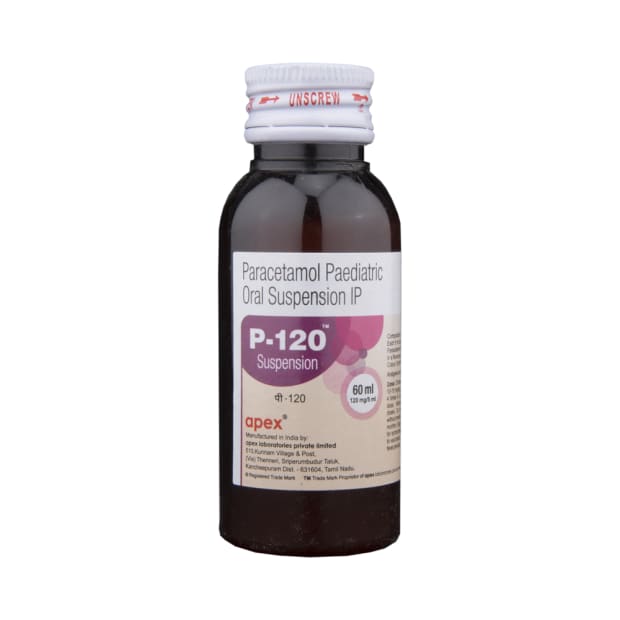 UNSCREW
Paracetamol Paediatric
Oral Suspension IP
P-120™
Suspension
पी -120
60 ml
120 mg/5 ml
apex®
Manufactured in India by:
apex laboratories private limited
515,Kunnam Village & Post,
(Via) Thenneri, Sriperumbudur Taluk,
Kancheepuram Dist. - 631604, Tamil Nadu.
® Registered Trade Mark TM Trade Mark Proprietor of apex